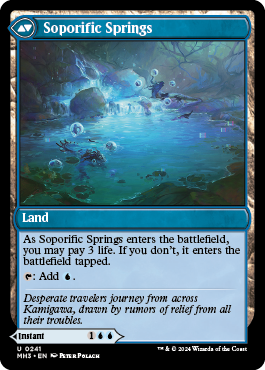 Soporific Springs
Land
As Soporific Springs enters the battlefield,
you may pay 3 life. If you don't, it enters the
battlefield tapped.
: Add .
Desperate travelers journey from across
Kamigawa, drawn by rumors of relief from all
their troubles.
Instant 1
U 0241
MH3 • EN Peter Polach ™ & © 2024 Wizards of the Coast